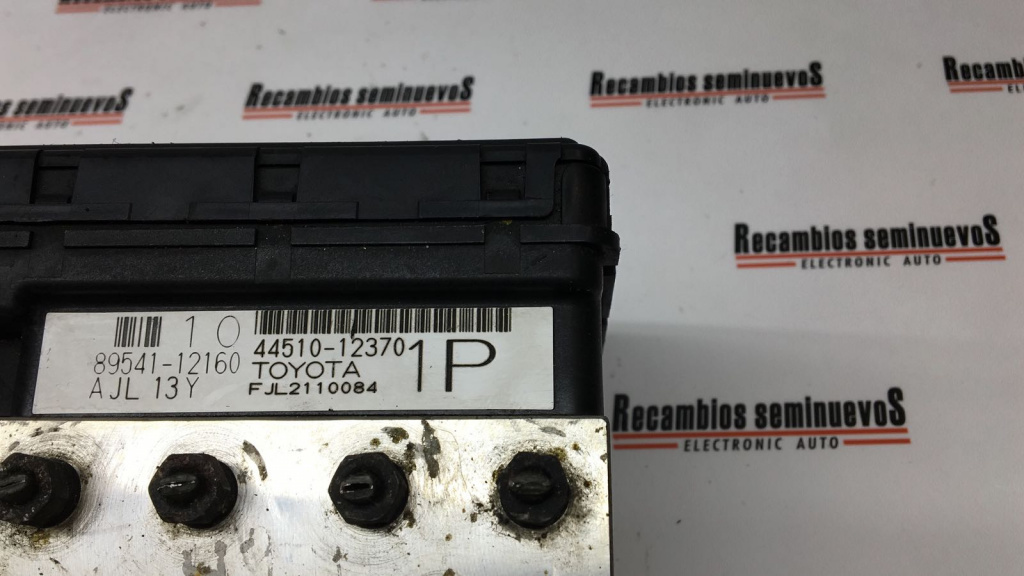 Recambios seminuevoS
ELECTRONIC AUTO
Recambios seminuevoS
ELECTRONIC AUTO
Recambios
Recambios seminuevoS
ELECTRONIC AUTO
Recambios seminuevoS
ELECTRONIC AUTO
10
89541-12160
AJL 13Y
44510-12370
TOYOTA
FJL2110084
1P